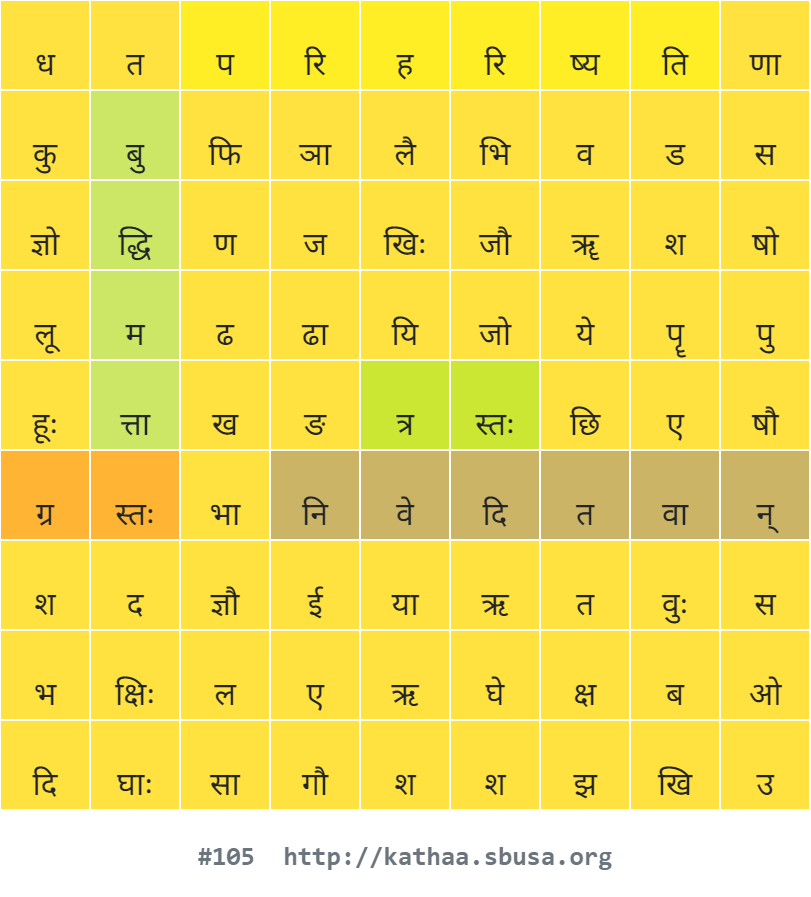 ध त प रि ह रि ष्य ति णा
कु बु फि ञा लै भि व ड स
ज्ञो द्धि ण ज खिः जौ ॠ श षो
लू म ढ ढा यि जो ये पॄ पु
हूः त्ता ख ङ त्र स्तः छि ए षौ
ग्र स्तः भा नि वे दि त वा न्
श द ज्ञौ ई या ऋ त वुः स
भ क्षिः ल ए ऋ घे क्ष ब ओ
दि घाः सा गौ श श झ खि उ
#105 http://kathaa.sbusa.org